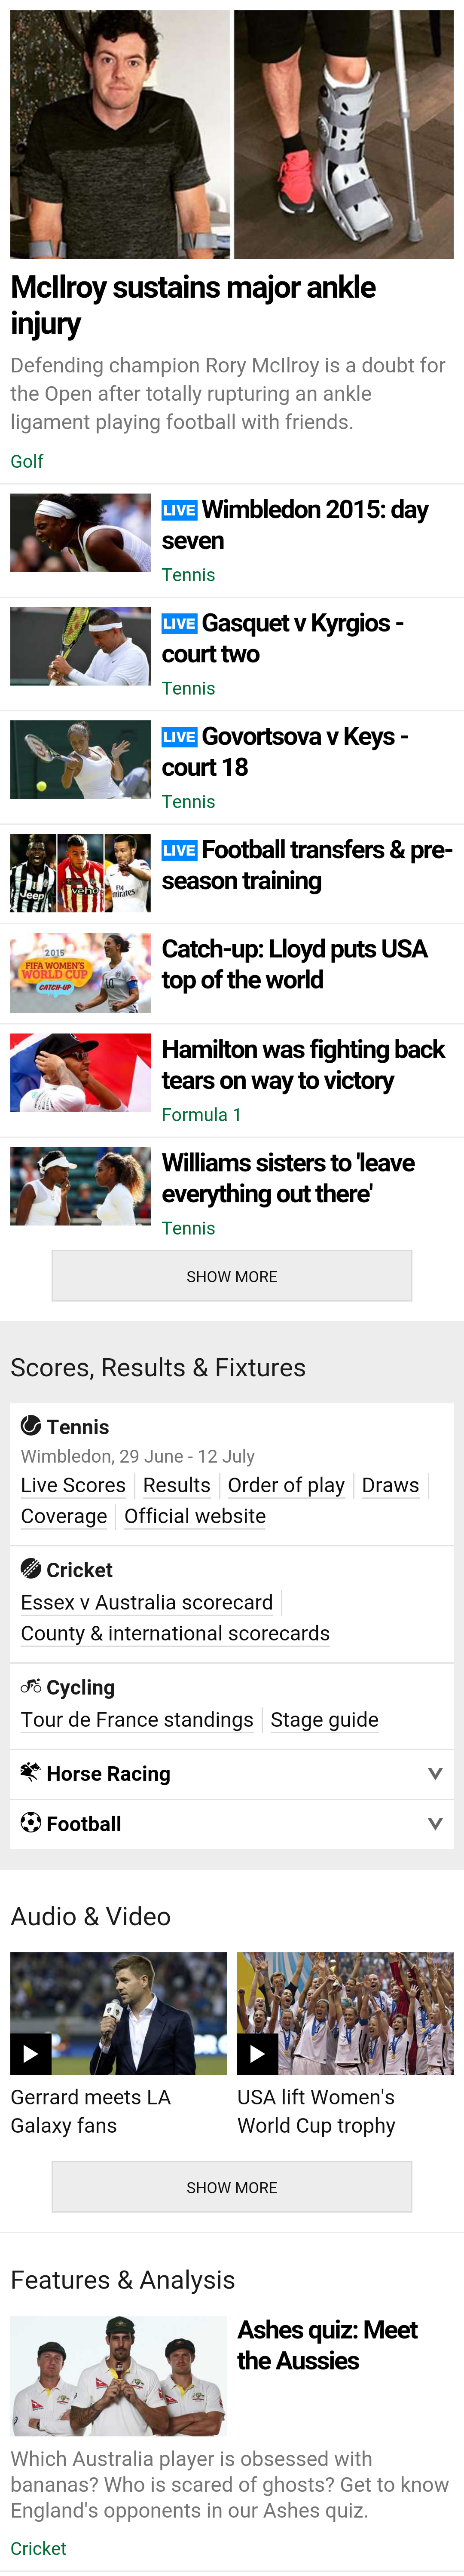 McIlroy sustains major ankle
injury
Defending champion Rory McIlroy is a doubt for
the Open after totally rupturing an ankle
ligament playing football with friends.
Golf
LIVE Wimbledon 2015: day
seven
Tennis
LIVE Gasquet v Kyrgios -
court two
Tennis
LIVE Govortsova v Keys -
court 18
Tennis
Jeep
LIVE Football transfers & pre-
season training
2015
FIFA WOMEN'S
WORLD CUP
CATCH-UP
Catch-up: Lloyd puts USA
top of the world
Hamilton was fighting back
tears on way to victory
Formula 1
Williams sisters to 'leave
everything out there'
Tennis
SHOW MORE
Scores, Results & Fixtures
Tennis
Wimbledon, 29 June - 12 July
Live Scores Results Order of play Draws
Coverage Official website
Cricket
Essex v Australia scorecard
County & international scorecards
Cycling
Tour de France standings Stage guide
Horse Racing
Football
Audio & Video
Gerrard meets LA
Galaxy fans
USA lift Women's
World Cup trophy
SHOW MORE
Features & Analysis
Ashes quiz: Meet
the Aussies
Which Australia player is obsessed with
bananas? Who is scared of ghosts? Get to know
England's opponents in our Ashes quiz.
Cricket